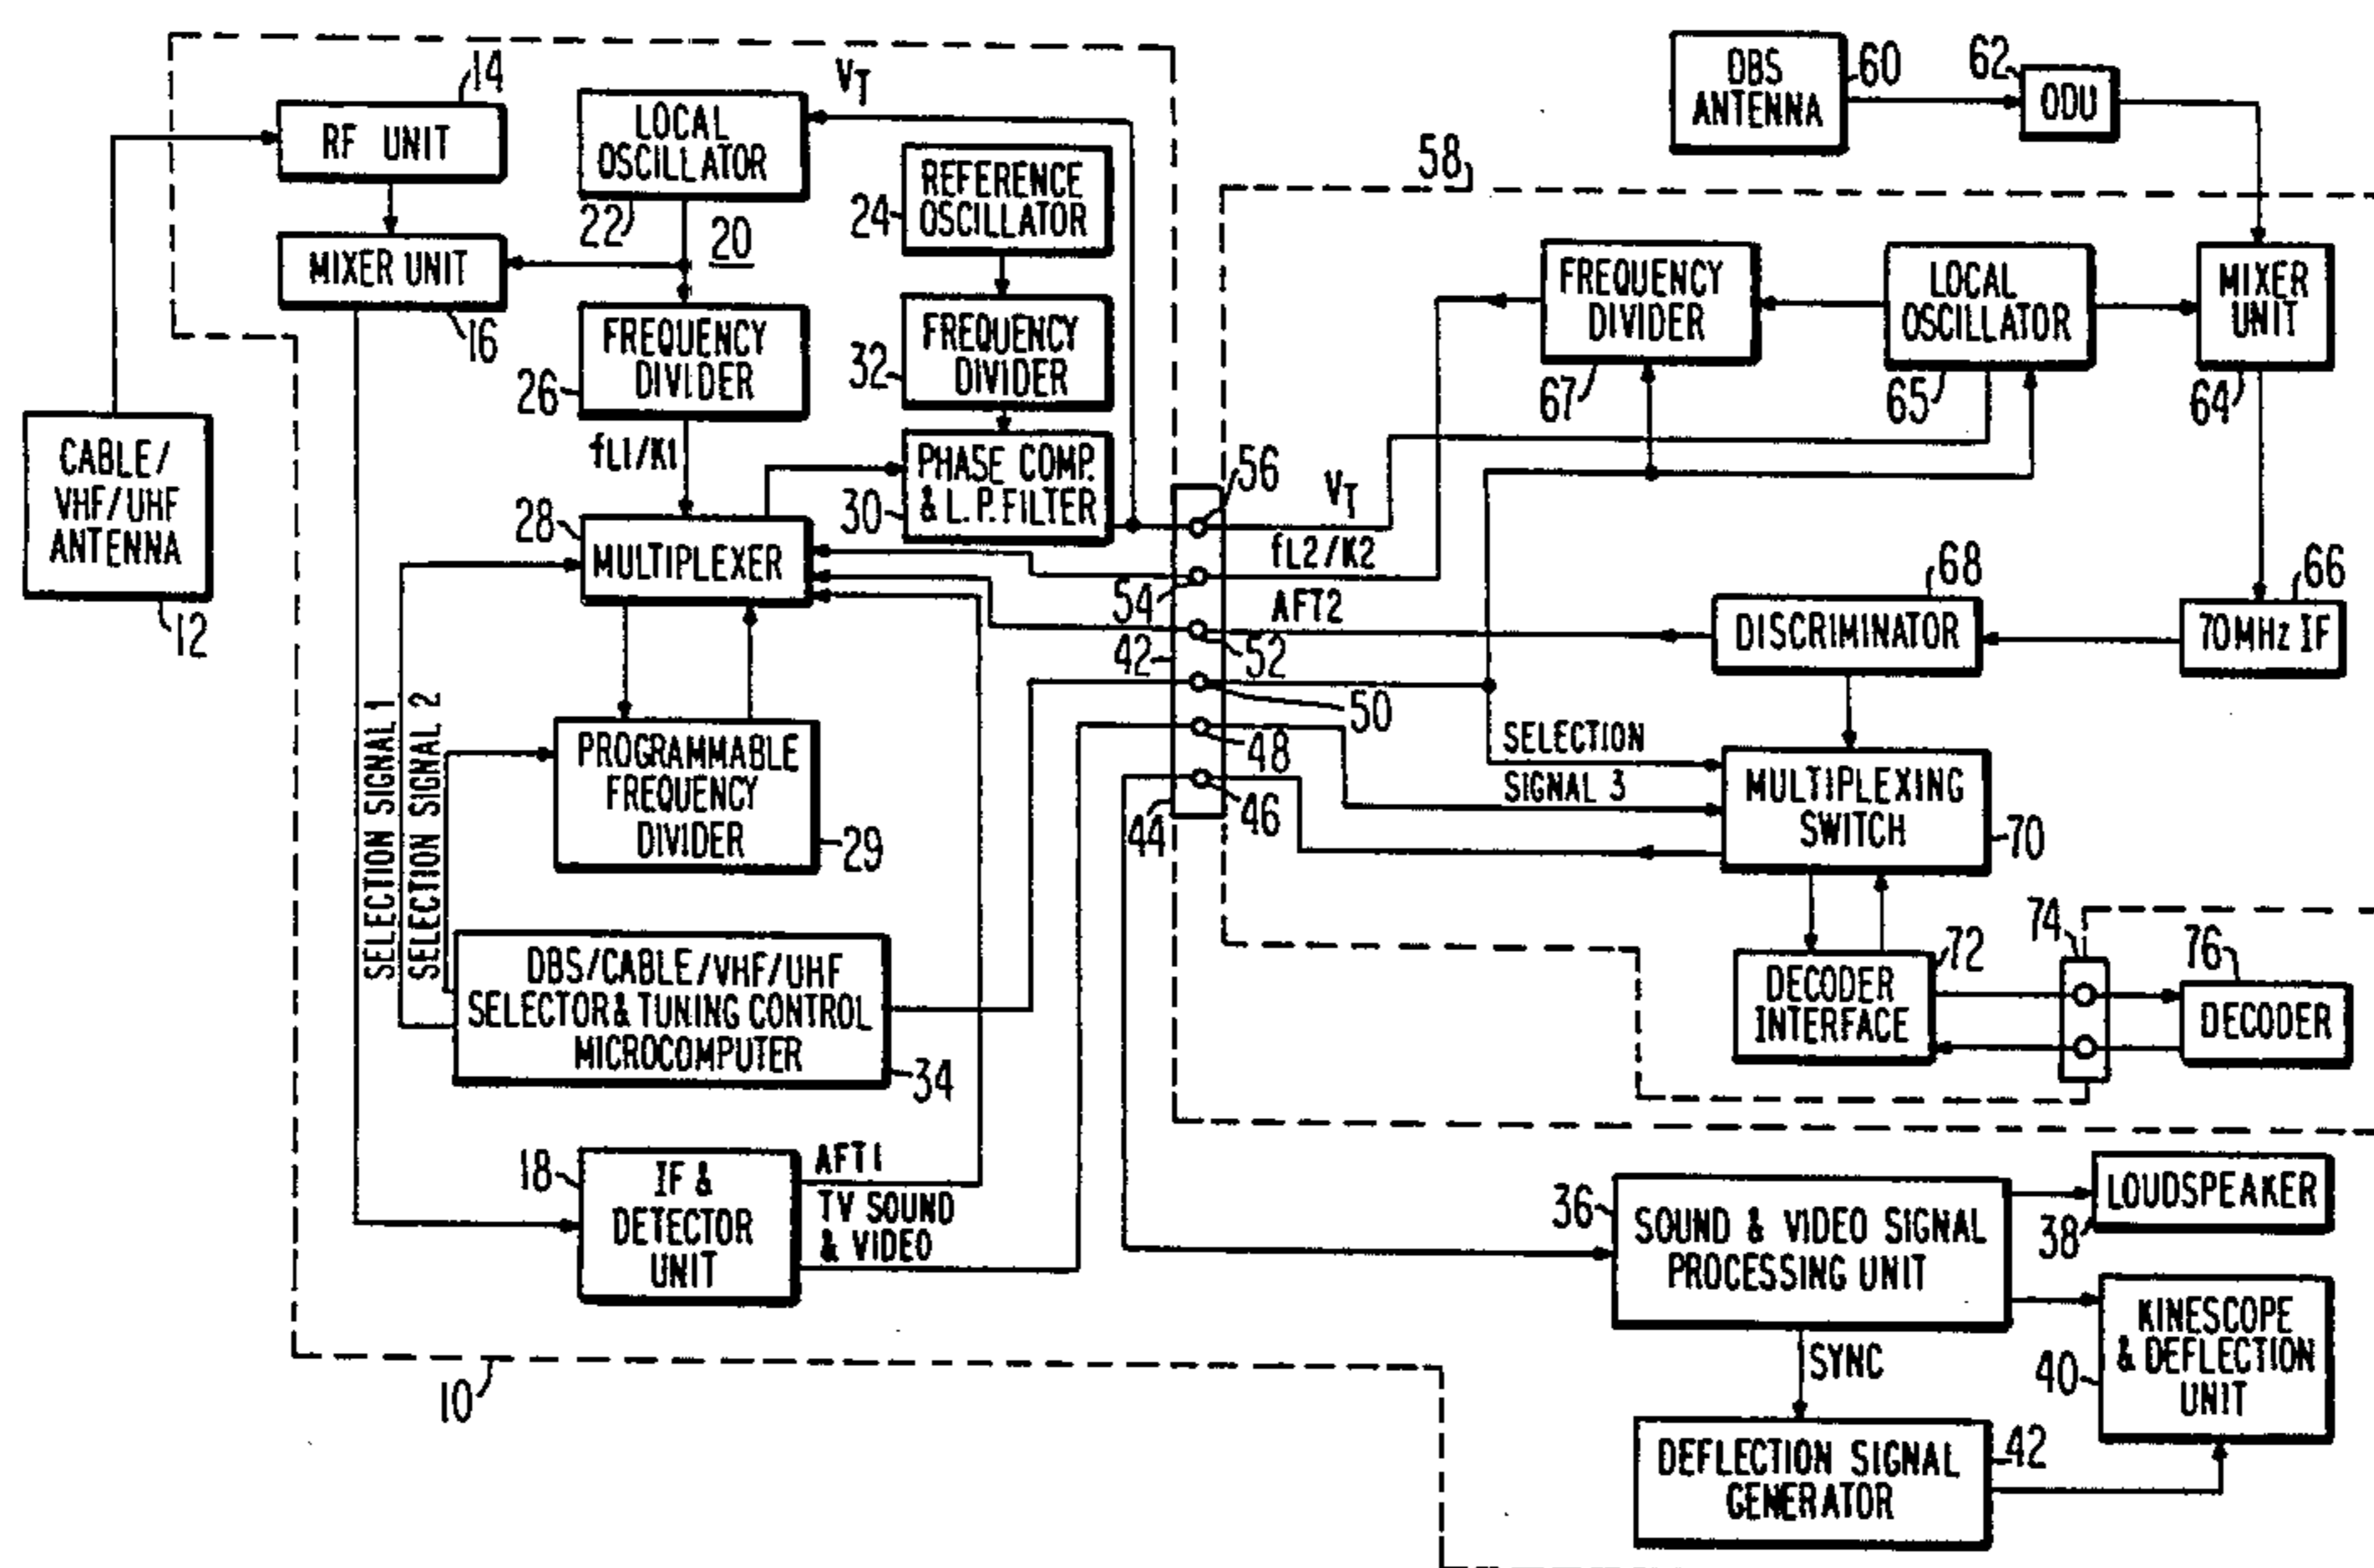 14
RF UNIT
MIXER UNIT
16
CABLE/
VHF/UHF
ANTENNA
12
VT
LOCAL
OSCILLATOR
22
20
REFERENCE
OSCILLATOR
24
FREQUENCY
DIVIDER
26
FREQUENCY
DIVIDER
32
fL1/K1
PHASE COMP.
& L.P. FILTER
30
28
MULTIPLEXER
SELECTION SIGNAL 1
SELECTION SIGNAL 2
PROGRAMMABLE
FREQUENCY
DIVIDER
29
DBS/CABLE/VHF/UHF
SELECTOR & TUNING CONTROL
MICROCOMPUTER
34
18
IF &
DETECTOR
UNIT
AFT1
TV SOUND
& VIDEO
10
42
44
56
54
52
50
48
46
58
DBS
ANTENNA
60
62
ODU
FREQUENCY
DIVIDER
67
LOCAL
OSCILLATOR
65
MIXER
UNIT
64
VT
fL2/K2
AFT2
68
DISCRIMINATOR
66
70 MHz IF
SELECTION
SIGNAL 3
MULTIPLEXING
SWITCH
70
DECODER
INTERFACE
72
74
76
DECODER
36
SOUND & VIDEO SIGNAL
PROCESSING UNIT
LOUDSPEAKER
38
KINESCOPE
& DEFLECTION
UNIT
40
SYNC
DEFLECTION SIGNAL
GENERATOR
42